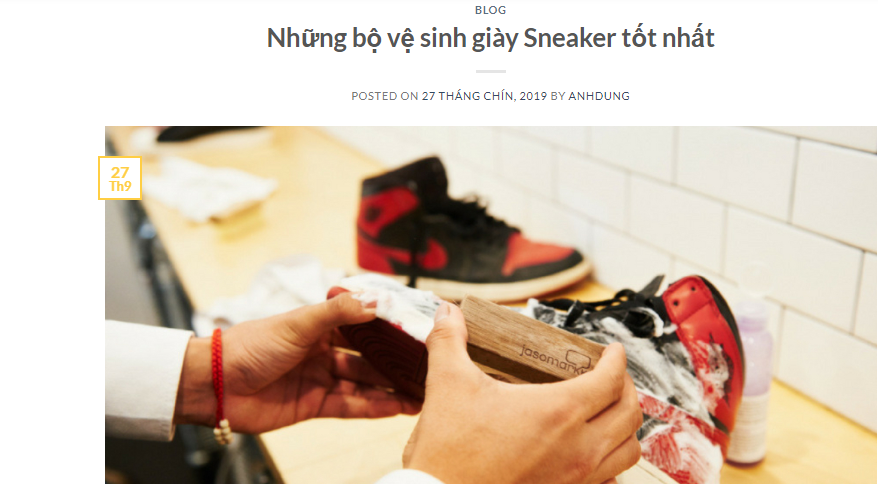 BLOG
Những bộ vệ sinh giày Sneaker tốt nhất
POSTED ON 27 THÁNG CHÍN, 2019 BY ANHDUNG
27
Th9
jasonmarkk